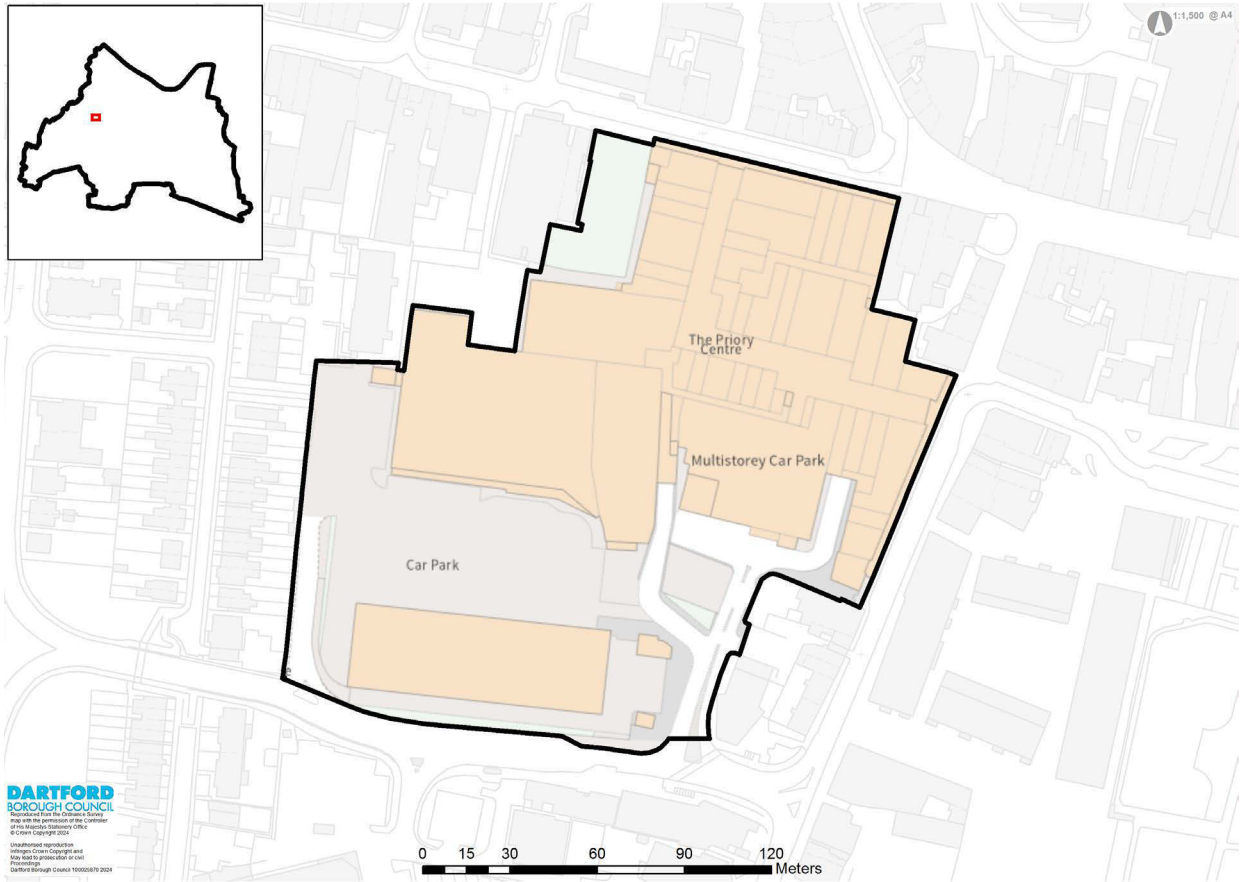 1:1,500 @ A4
The Priory
Centre
Multistorey Car Park
Car Park
DARTFORD
BOROUGH COUNCIL
Reproduced from the Ordnance Survey
map with the permission of the Controller
of His Majestys Stationery Office
© Crown Copyright 2024
Unauthorised reproduction
Infringes Crown Copyright and
May lead to prosecution or civil
Proceedings
Dartford Borough Council 100025870 2024
0 15 30 60 90 120
Meters